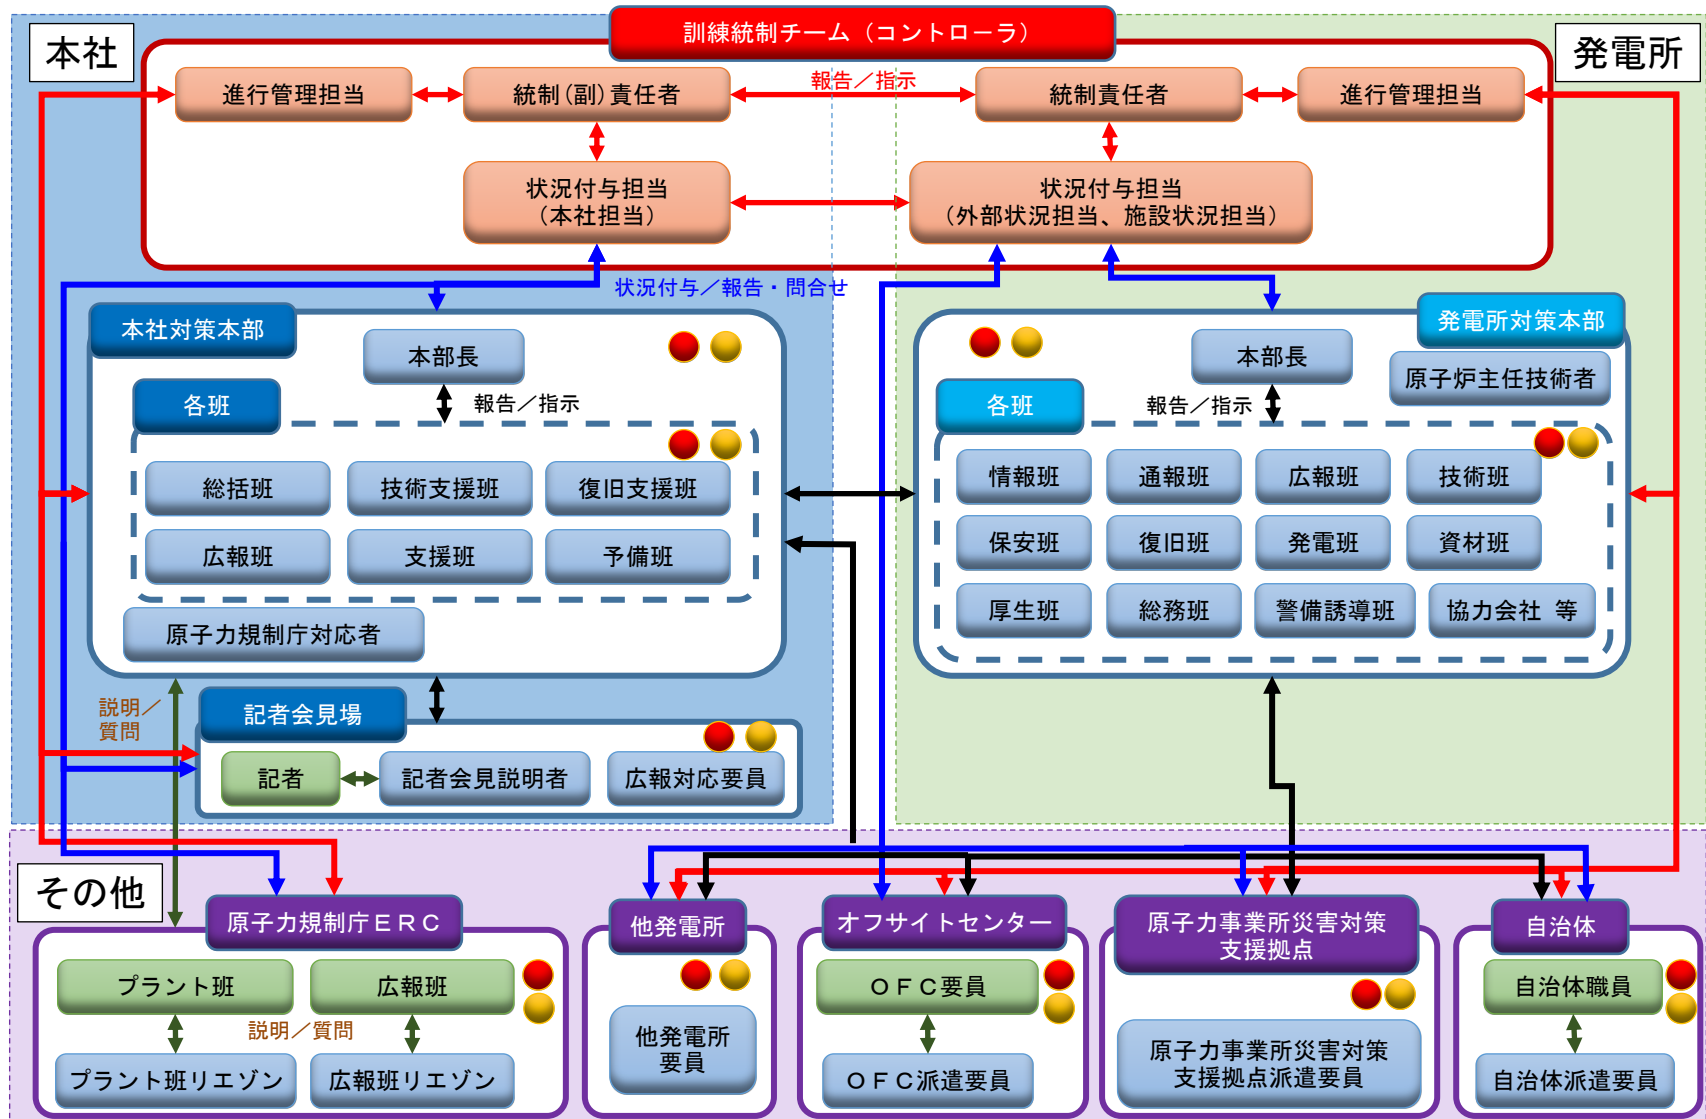 訓練統制チーム（コントローラ）
本社
発電所
進行管理担当
統制(副)責任者
報告／指示
統制責任者
進行管理担当
状況付与担当
（本社担当）
状況付与担当
（外部状況担当、施設状況担当）
状況付与／報告・問合せ
本社対策本部
本部長
各班
報告／指示
総括班
技術支援班
復旧支援班
広報班
支援班
予備班
原子力規制庁対応者
発電所対策本部
本部長
原子炉主任技術者
各班
報告／指示
情報班
通報班
広報班
技術班
保安班
復旧班
発電班
資材班
厚生班
総務班
警備誘導班
協力会社 等
説明／
質問
記者会見場
記者
記者会見説明者
広報対応要員
その他
原子力規制庁ＥＲＣ
プラント班
広報班
説明／質問
プラント班リエゾン
広報班リエゾン
他発電所
他発電所
要員
オフサイトセンター
ＯＦＣ要員
ＯＦＣ派遣要員
原子力事業所災害対策
支援拠点
原子力事業所災害対策
支援拠点派遣要員
自治体
自治体職員
自治体派遣要員